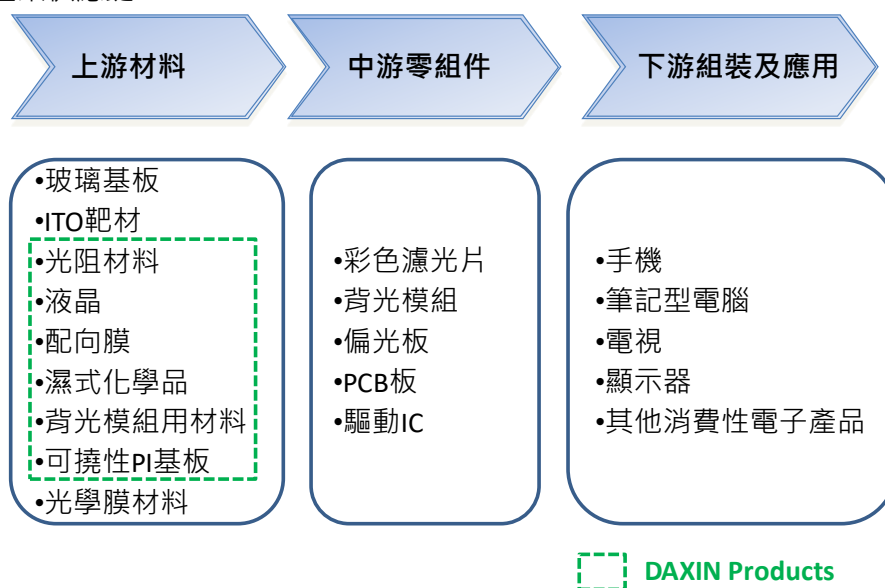 上游材料
中游零組件
下游組裝及應用
•玻璃基板
•ITO靶材
•光阻材料
•液晶
•配向膜
•濕式化學品
•背光模組用材料
•可撓性PI基板
•光學膜材料
•彩色濾光片
•背光模組
•偏光板
•PCB板
•驅動IC
•手機
•筆記型電腦
•電視
•顯示器
•其他消費性電子產品
DAXIN Products